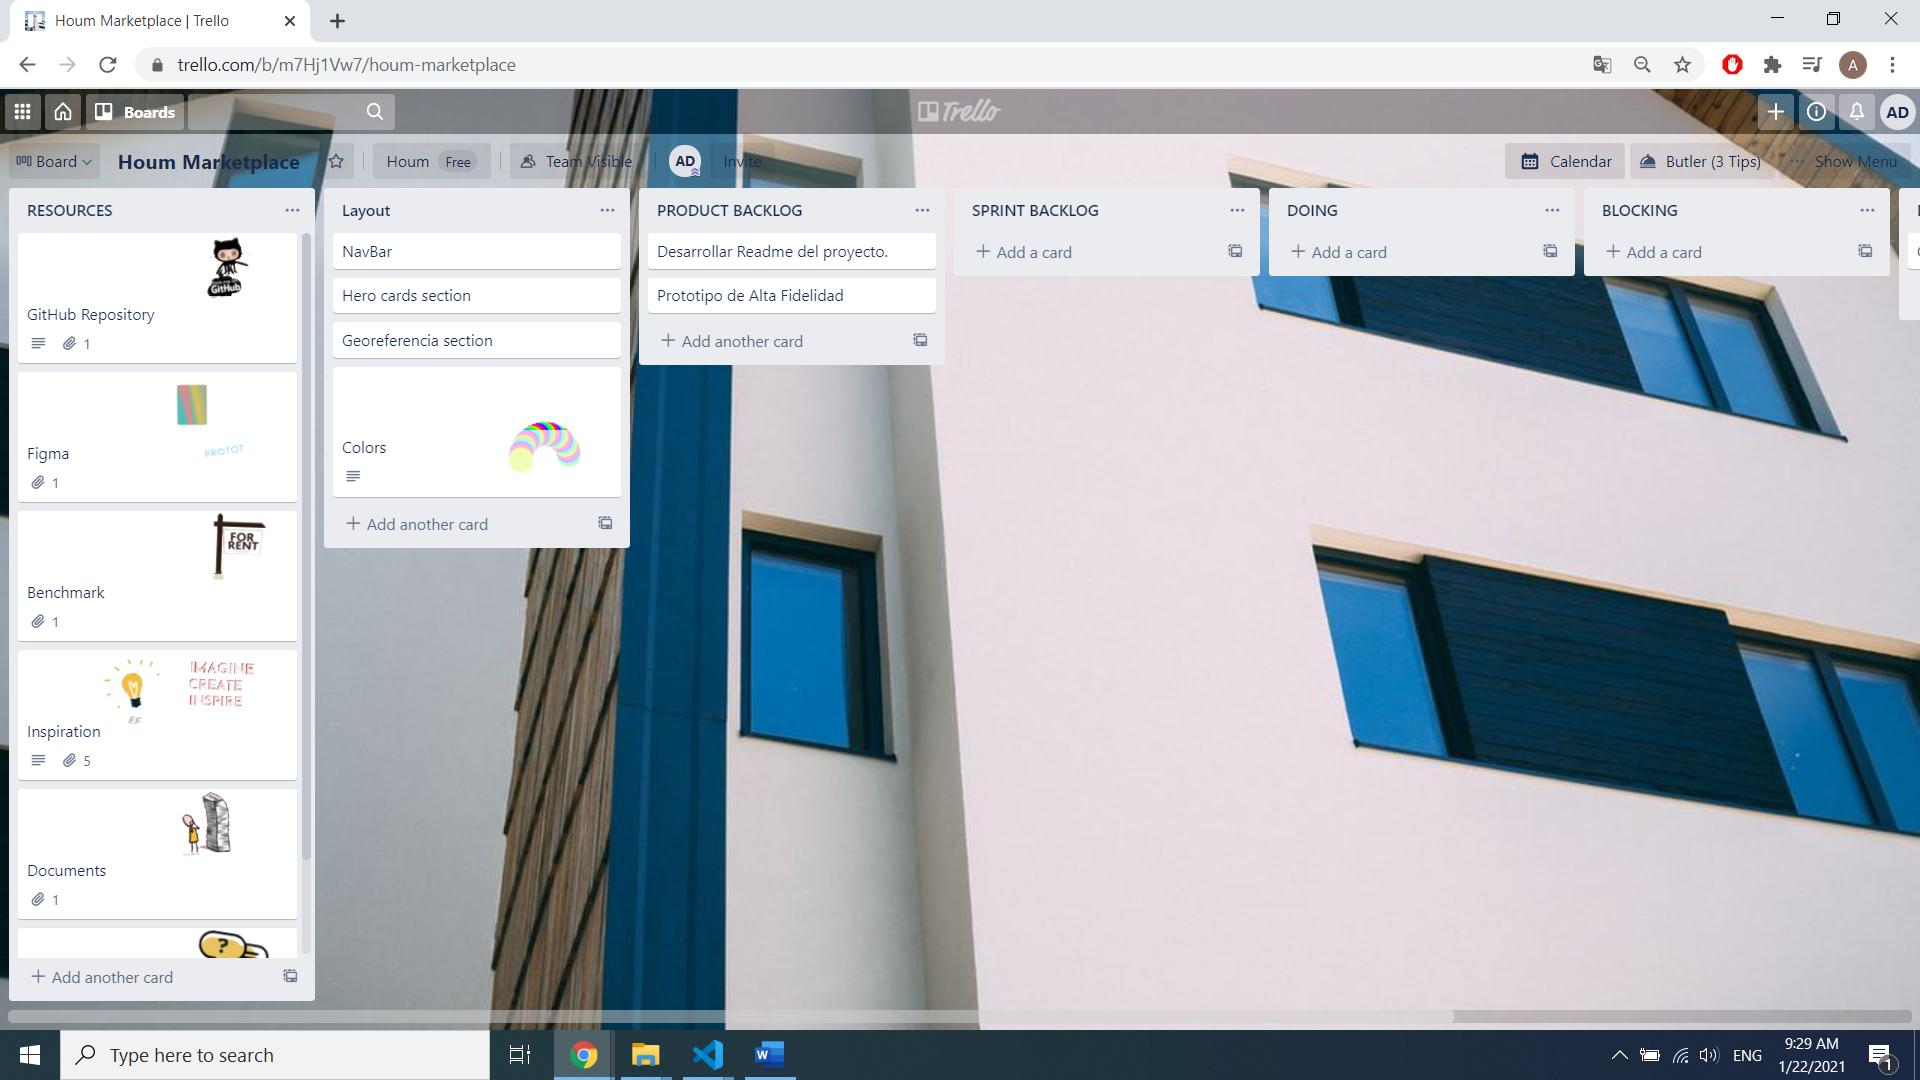 Houm Marketplace | Trello
trello.com/b/m7Hj1Vw7/houm-marketplace
A
Boards
Trello
AD
Board
Houm Marketplace
Houm Free
Team Visible
AD
Invite
Calendar
Butler (3 Tips)
Show Menu
RESOURCES
GitHub
GitHub Repository
1
PROTOT
Figma
1
FOR
RENT
Benchmark
1
IMAGINE
CREATE
INSPIRE
EF
Inspiration
5
Documents
1
?
Add another card
Layout
NavBar
Hero cards section
Georeferencia section
Colors
Add another card
PRODUCT BACKLOG
Desarrollar Readme del proyecto.
Prototipo de Alta Fidelidad
Add another card
SPRINT BACKLOG
Add a card
DOING
Add a card
BLOCKING
Add a card
Type here to search
ENG
9:29 AM
1/22/2021
1